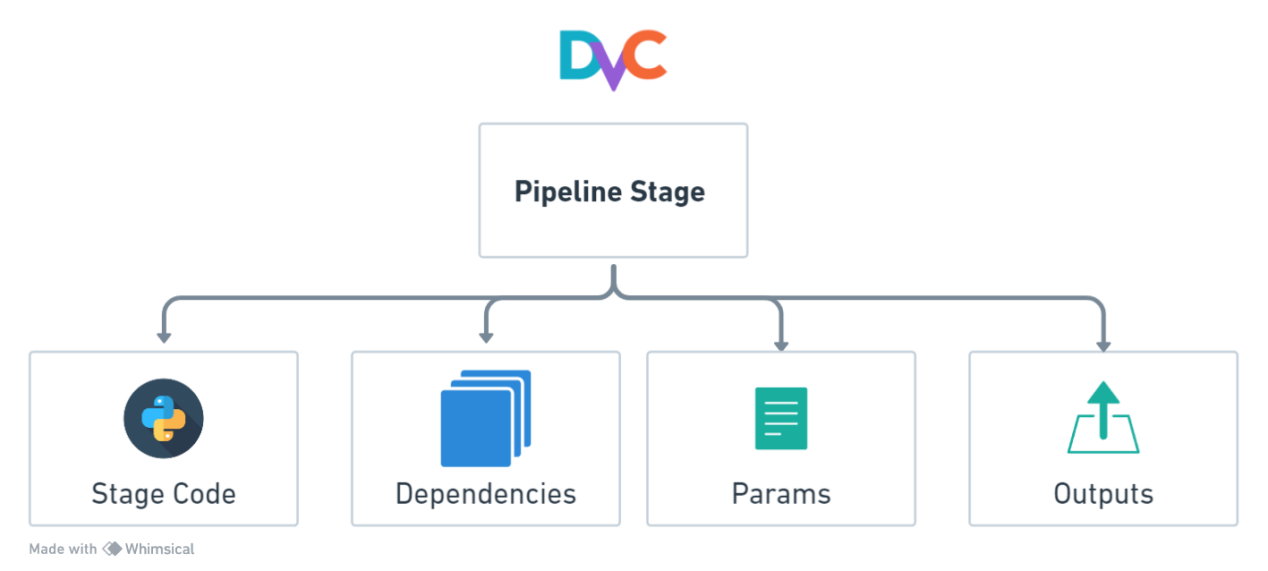 DVC
Pipeline Stage
Stage Code
Dependencies
Params
Outputs
Made with Whimsical